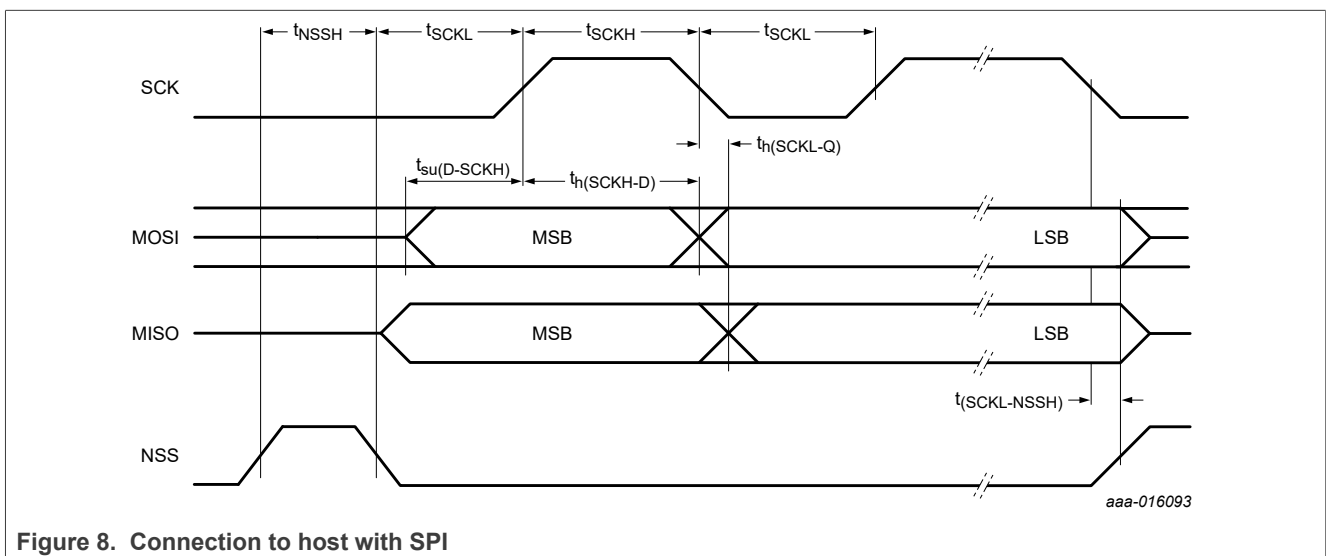 tNSSH tSCKL tSCKH tSCKL
SCK
th(SCKL-Q)
tsu(D-SCKH) th(SCKH-D)
MOSI MSB LSB
MISO MSB LSB
t(SCKL-NSSH)
NSS
aaa-016093
Figure 8. Connection to host with SPI